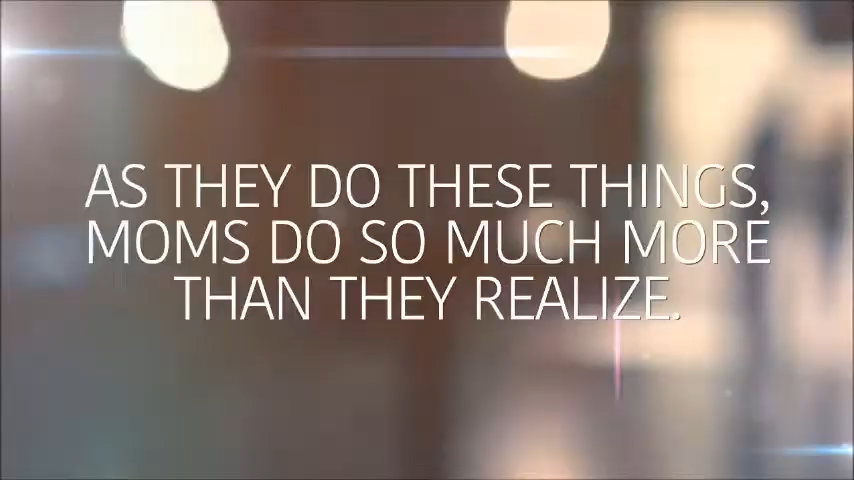 AS THEY DO THESE THINGS,
MOMS DO SO MUCH MORE
THAN THEY REALIZE.